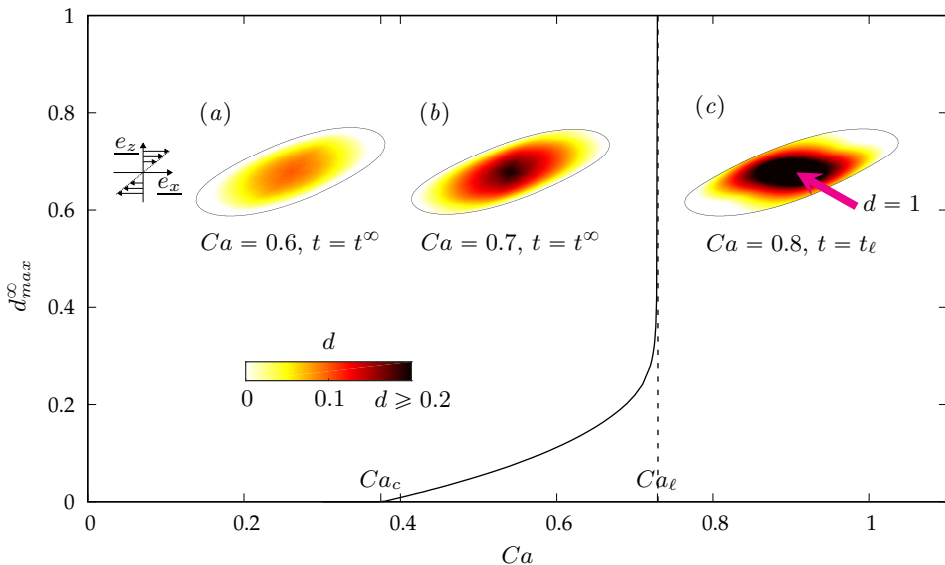 1
0.8
0.6
0.4
0.2
0
d^∞_max
(a)
(b)
(c)
e_z
e_x
d = 1
Ca = 0.6, t = t^∞
Ca = 0.7, t = t^∞
Ca = 0.8, t = t_ℓ
d
0
0.1
d ⩾ 0.2
Ca_c
Ca_ℓ
0
0.2
0.4
0.6
0.8
1
Ca